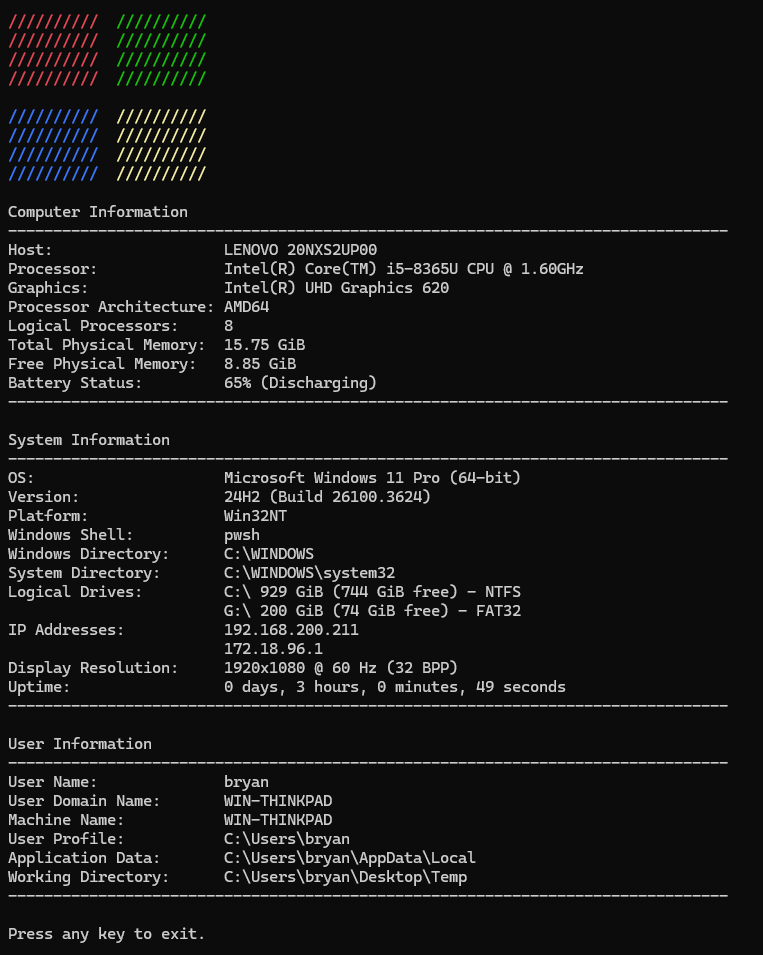 //////////  //////////
//////////  //////////
//////////  //////////
//////////  //////////

//////////  //////////
//////////  //////////
//////////  //////////
//////////  //////////

Computer Information
--------------------------------------------------------------------------------
Host:                   LENOVO 20NXS2UP00
Processor:              Intel(R) Core(TM) i5-8365U CPU @ 1.60GHz
Graphics:               Intel(R) UHD Graphics 620
Processor Architecture: AMD64
Logical Processors:     8
Total Physical Memory:  15.75 GiB
Free Physical Memory:   8.85 GiB
Battery Status:         65% (Discharging)
--------------------------------------------------------------------------------

System Information
--------------------------------------------------------------------------------
OS:                     Microsoft Windows 11 Pro (64-bit)
Version:                24H2 (Build 26100.3624)
Platform:               Win32NT
Windows Shell:          pwsh
Windows Directory:      C:\WINDOWS
System Directory:       C:\WINDOWS\system32
Logical Drives:         C:\ 929 GiB (744 GiB free) - NTFS
                        G:\ 200 GiB (74 GiB free) - FAT32
IP Addresses:           192.168.200.211
                        172.18.96.1
Display Resolution:     1920x1080 @ 60 Hz (32 BPP)
Uptime:                 0 days, 3 hours, 0 minutes, 49 seconds
--------------------------------------------------------------------------------

User Information
--------------------------------------------------------------------------------
User Name:              bryan
User Domain Name:       WIN-THINKPAD
Machine Name:           WIN-THINKPAD
User Profile:           C:\Users\bryan
Application Data:       C:\Users\bryan\AppData\Local
Working Directory:      C:\Users\bryan\Desktop\Temp
--------------------------------------------------------------------------------

Press any key to exit.